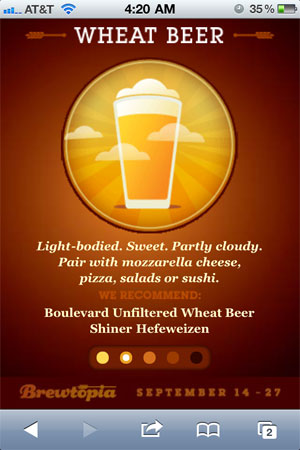 AT&T 4:20 AM 35%
WHEAT BEER
Light-bodied. Sweet. Partly cloudy.
Pair with mozzarella cheese,
pizza, salads or sushi.
WE RECOMMEND:
Boulevard Unfiltered Wheat Beer
Shiner Hefeweizen
Brewtopia SEPTEMBER 14 - 27
2